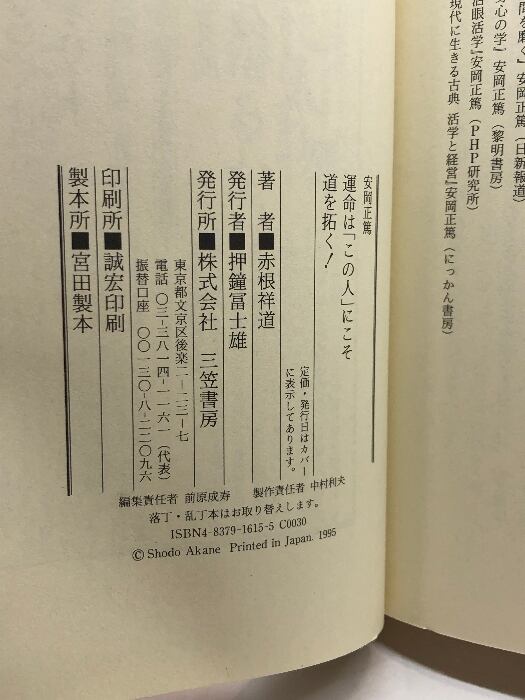 間を磨く』安岡正篤(日新報道)
心の学』安岡正篤(黎明書房)
活眼活学』安岡正篤(PHP研究所)
現代に生きる古典 活学と経営』安岡正篤(にっかん書房)
安岡正篤
運命は「この人」にこそ
道を拓く!
定価・発行日はカバー
に表示してあります。
著 者■赤根祥道
発行者■押鐘冨士雄
発行所■株式会社 三笠書房
東京都文京区後楽一-二三-七
電話 〇三-三八一四-一一六一(代表)
振替口座 〇〇一三〇-八-二二〇九六
印刷所■誠宏印刷
製本所■宮田製本
編集責任者 前原成寿 製作責任者 中村利夫
落丁・乱丁本はお取り替えします。
ISBN4-8379-1615-5 C0030
© Shodo Akane Printed in Japan. 1995